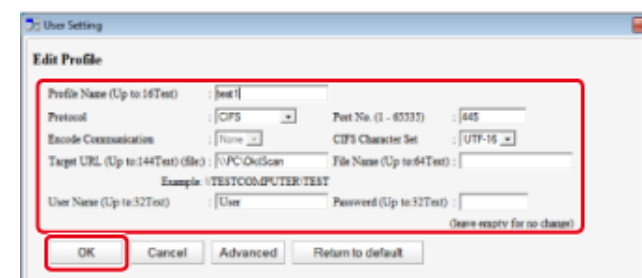 User Setting
Edit Profile
Profile Name (Up to:16Text) : test1
Protocol : CIFS Port No. (1 - 65535) : 445
Encode Communication : None CIFS Character Set : UTF-16
Target URL (Up to:144Text) (file:) : \\PC\OkiScan File Name (Up to:64Text) :
Example: \\TESTCOMPUTER\TEST
User Name (Up to:32Text) : User Password (Up to:32Text) :
(leave empty for no change)
OK Cancel Advanced Return to default